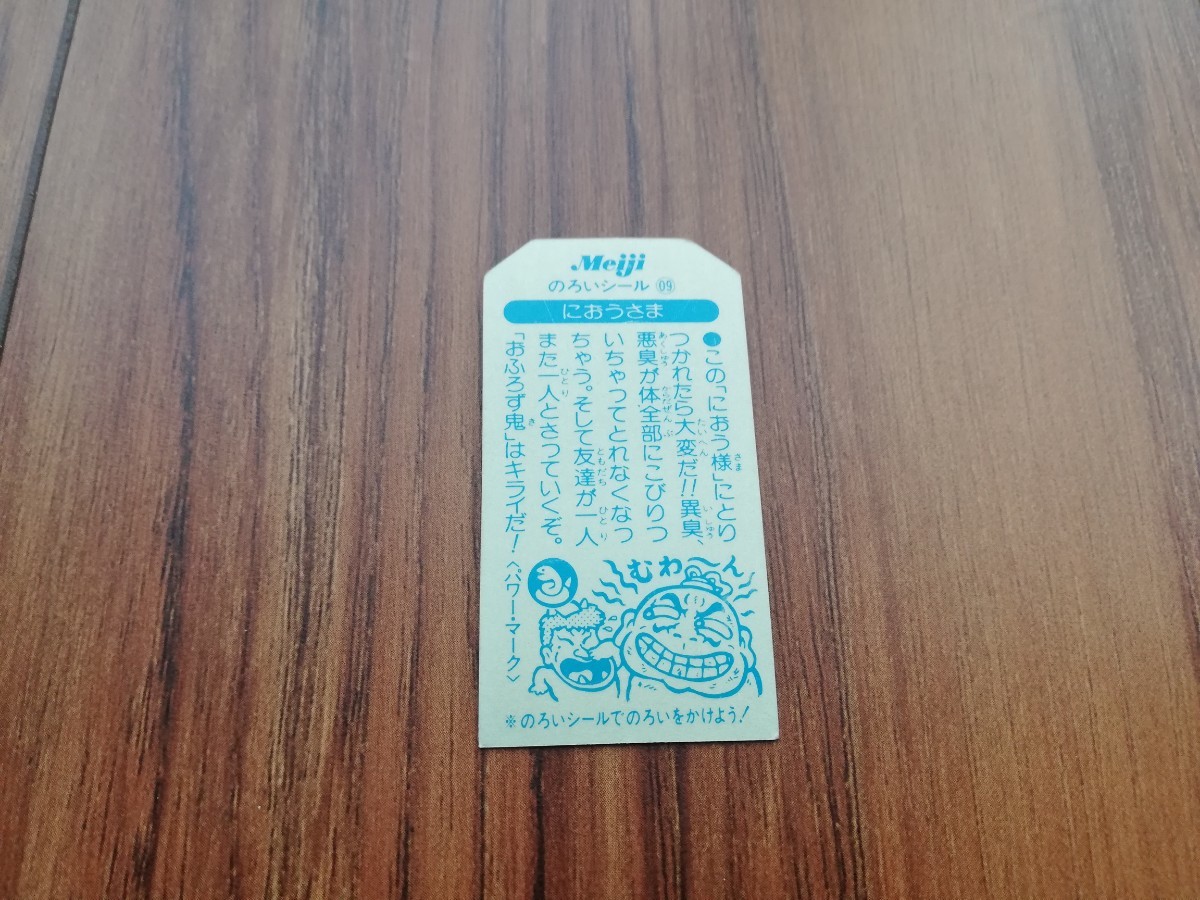 Meiji
のろいシール 09
におうさま
●この「におう様」にとり
つかれたら大変だ!!異臭、
悪臭が体全部にこびりつ
いちゃってとれなくなっ
ちゃう。そして友達が一人
また一人とさっていくぞ。
「おふろず鬼」はキライだ!〈パワー・マーク〉
むわ〜ん
※のろいシールでのろいをかけよう!